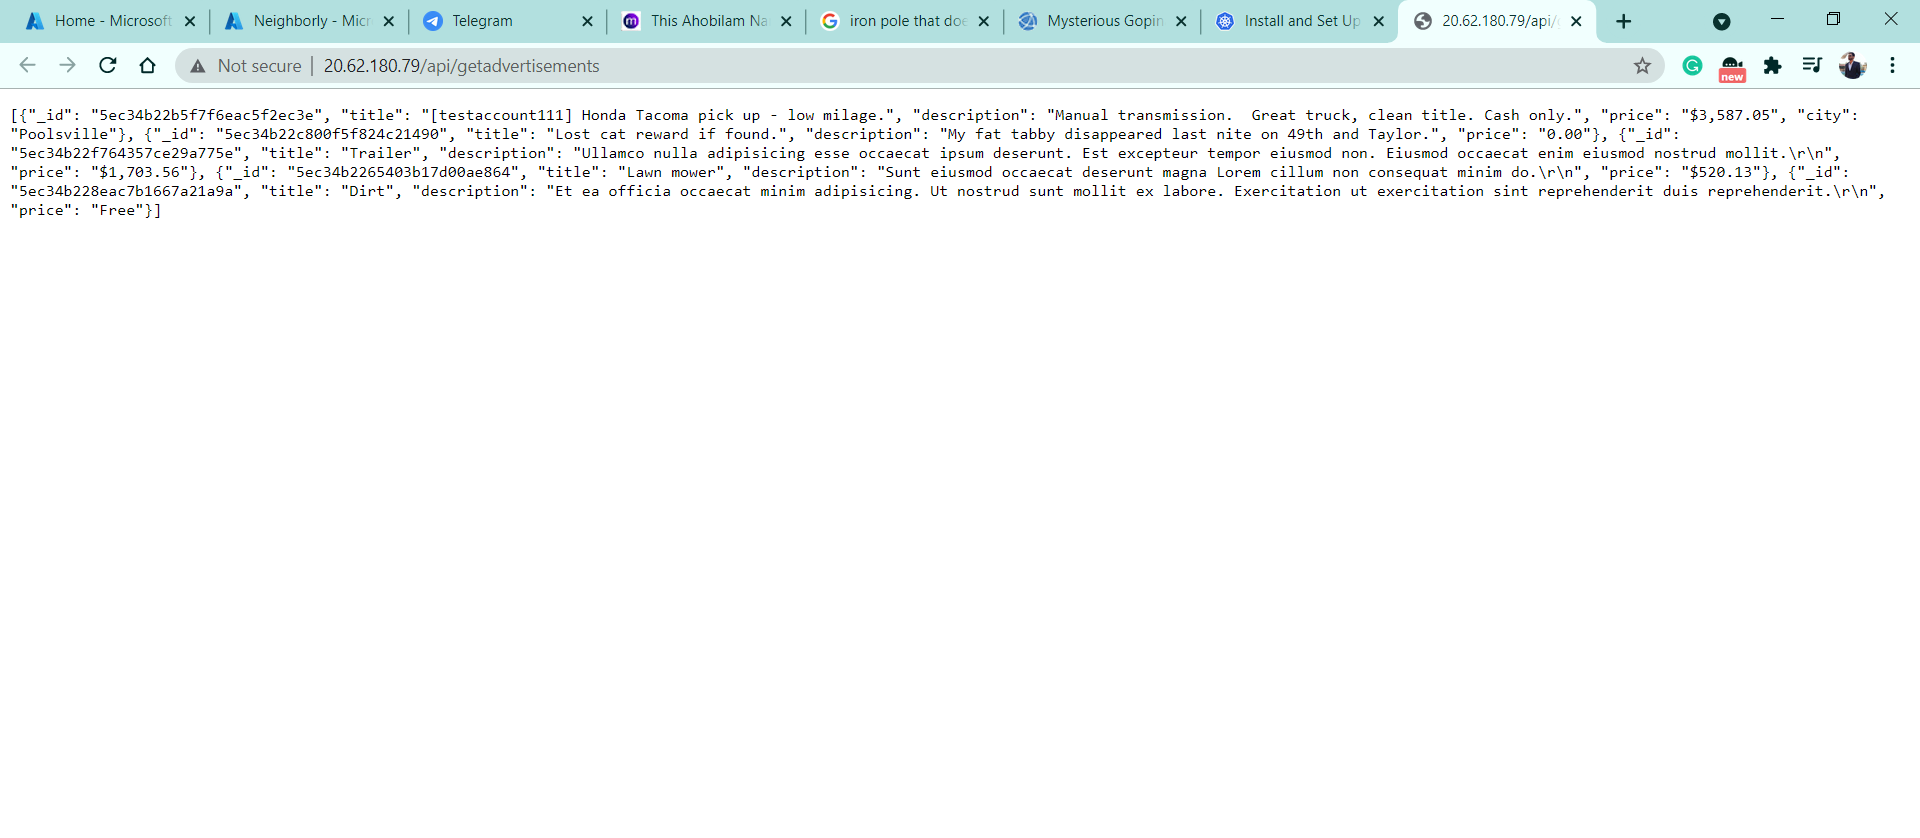 Home - Microsoft
Neighborly - Micr
Telegram
This Ahobilam Na
iron pole that doe
Mysterious Gopin
Install and Set Up
20.62.180.79/api/
Not secure | 20.62.180.79/api/getadvertisements
new
[{"_id": "5ec34b22b5f7f6eac5f2ec3e", "title": "[testaccount111] Honda Tacoma pick up - low milage.", "description": "Manual transmission.  Great truck, clean title. Cash only.", "price": "$3,587.05", "city":
"Poolsville"}, {"_id": "5ec34b22c800f5f824c21490", "title": "Lost cat reward if found.", "description": "My fat tabby disappeared last nite on 49th and Taylor.", "price": "0.00"}, {"_id":
"5ec34b22f764357ce29a775e", "title": "Trailer", "description": "Ullamco nulla adipisicing esse occaecat ipsum deserunt. Est excepteur tempor eiusmod non. Eiusmod occaecat enim eiusmod nostrud mollit.\r\n",
"price": "$1,703.56"}, {"_id": "5ec34b2265403b17d00ae864", "title": "Lawn mower", "description": "Sunt eiusmod occaecat deserunt magna Lorem cillum non consequat minim do.\r\n", "price": "$520.13"}, {"_id":
"5ec34b228eac7b1667a21a9a", "title": "Dirt", "description": "Et ea officia occaecat minim adipisicing. Ut nostrud sunt mollit ex labore. Exercitation ut exercitation sint reprehenderit duis reprehenderit.\r\n",
"price": "Free"}]